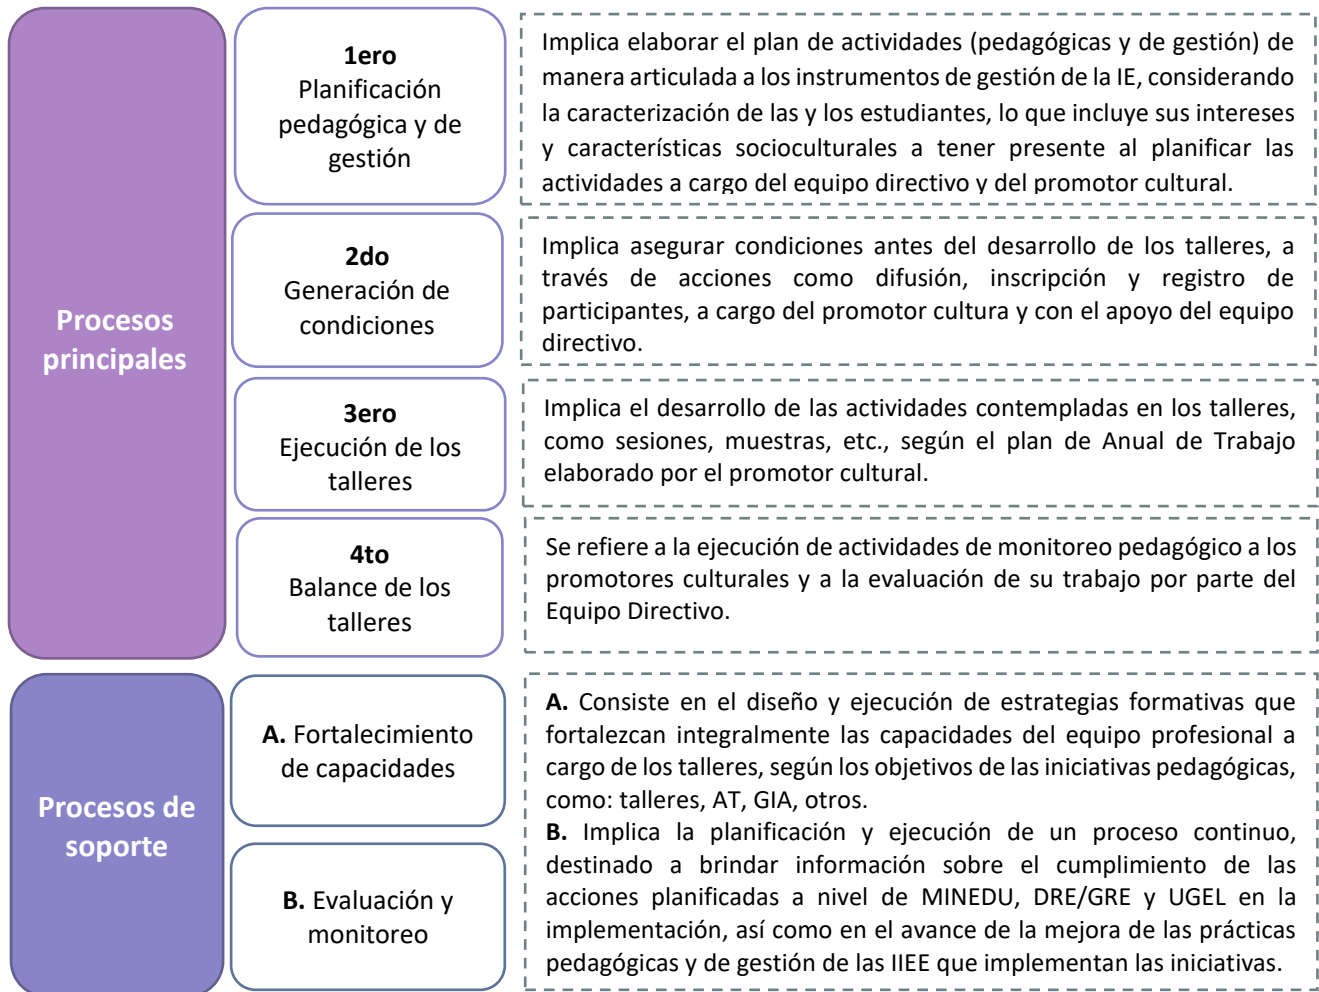 Procesos
principales
1ero
Planificación
pedagógica y de
gestión
Implica elaborar el plan de actividades (pedagógicas y de gestión) de
manera articulada a los instrumentos de gestión de la IE, considerando
la caracterización de las y los estudiantes, lo que incluye sus intereses
y características socioculturales a tener presente al planificar las
actividades a cargo del equipo directivo y del promotor cultural.
2do
Generación de
condiciones
Implica asegurar condiciones antes del desarrollo de los talleres, a
través de acciones como difusión, inscripción y registro de
participantes, a cargo del promotor cultura y con el apoyo del equipo
directivo.
3ero
Ejecución de los
talleres
Implica el desarrollo de las actividades contempladas en los talleres,
como sesiones, muestras, etc., según el plan de Anual de Trabajo
elaborado por el promotor cultural.
4to
Balance de los
talleres
Se refiere a la ejecución de actividades de monitoreo pedagógico a los
promotores culturales y a la evaluación de su trabajo por parte del
Equipo Directivo.
Procesos de
soporte
A. Fortalecimiento
de capacidades
B. Evaluación y
monitoreo
A. Consiste en el diseño y ejecución de estrategias formativas que
fortalezcan integralmente las capacidades del equipo profesional a
cargo de los talleres, según los objetivos de las iniciativas pedagógicas,
como: talleres, AT, GIA, otros.
B. Implica la planificación y ejecución de un proceso continuo,
destinado a brindar información sobre el cumplimiento de las
acciones planificadas a nivel de MINEDU, DRE/GRE y UGEL en la
implementación, así como en el avance de la mejora de las prácticas
pedagógicas y de gestión de las IIEE que implementan las iniciativas.